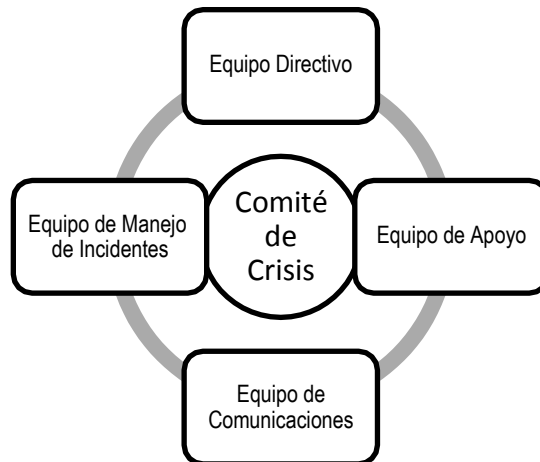 Equipo Directivo
Equipo de Manejo
de Incidentes
Comité
de
Crisis
Equipo de Apoyo
Equipo de
Comunicaciones